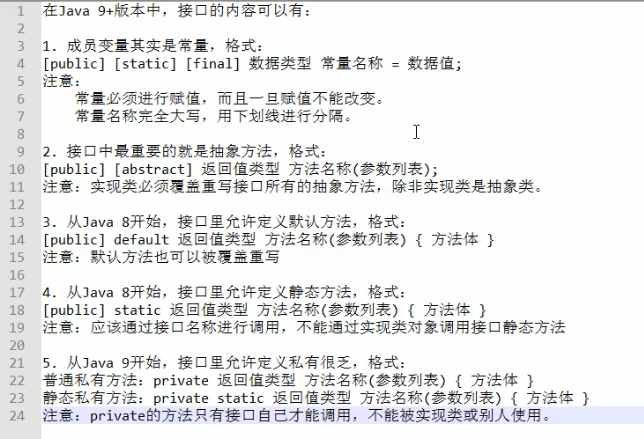 1 在Java 9+版本中，接口的内容可以有：
2
3 1. 成员变量其实是常量，格式：
4 [public] [static] [final] 数据类型 常量名称 = 数据值;
5 注意：
6 常量必须进行赋值，而且一旦赋值不能改变。
7 常量名称完全大写，用下划线进行分隔。
8
9 2. 接口中最重要的就是抽象方法，格式：
10 [public] [abstract] 返回值类型 方法名称(参数列表);
11 注意：实现类必须覆盖重写接口所有的抽象方法，除非实现类是抽象类。
12
13 3. 从Java 8开始，接口里允许定义默认方法，格式：
14 [public] default 返回值类型 方法名称(参数列表) { 方法体 }
15 注意：默认方法也可以被覆盖重写
16
17 4. 从Java 8开始，接口里允许定义静态方法，格式：
18 [public] static 返回值类型 方法名称(参数列表) { 方法体 }
19 注意：应该通过接口名称进行调用，不能通过实现类对象调用接口静态方法
20
21 5. 从Java 9开始，接口里允许定义私有很乏，格式：
22 普通私有方法：private 返回值类型 方法名称(参数列表) { 方法体 }
23 静态私有方法：private static 返回值类型 方法名称(参数列表) { 方法体 }
24 注意：private的方法只有接口自己才能调用，不能被实现类或别人使用。